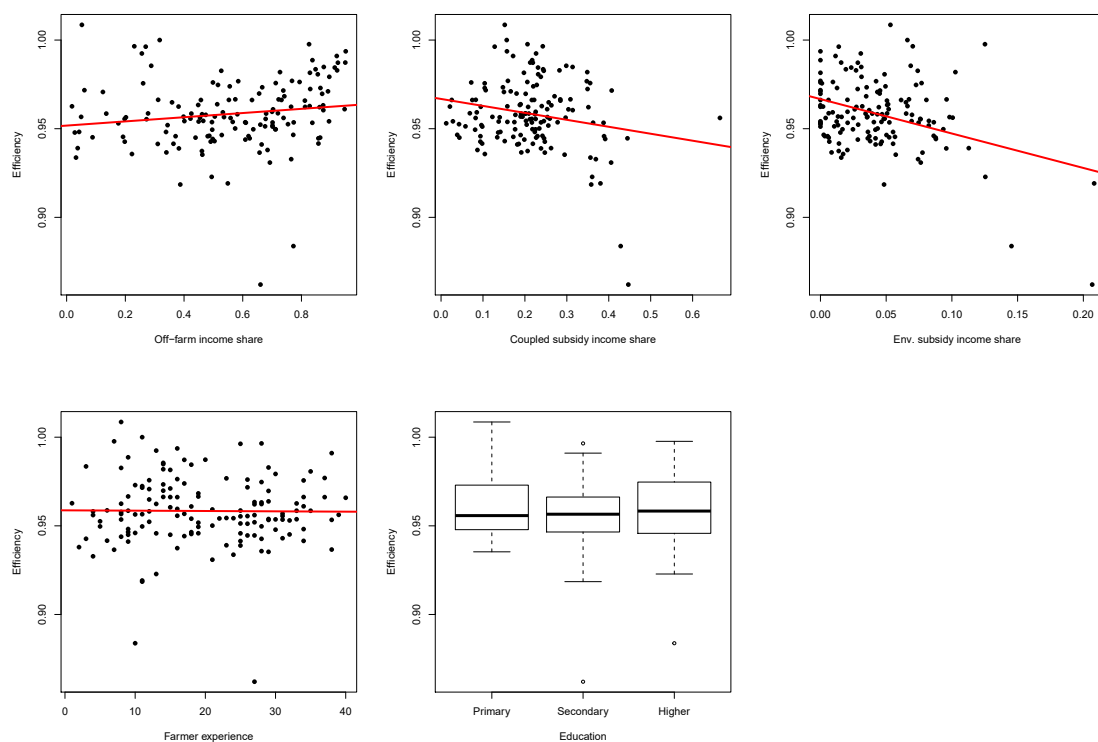 1.00
0.95
0.90
Efficiency
0.0 0.2 0.4 0.6 0.8
Off−farm income share
1.00
0.95
0.90
Efficiency
0.0 0.1 0.2 0.3 0.4 0.5 0.6
Coupled subsidy income share
1.00
0.95
0.90
Efficiency
0.00 0.05 0.10 0.15 0.20
Env. subsidy income share
1.00
0.95
0.90
Efficiency
0 10 20 30 40
Farmer experience
1.00
0.95
0.90
Efficiency
Primary Secondary Higher
Education